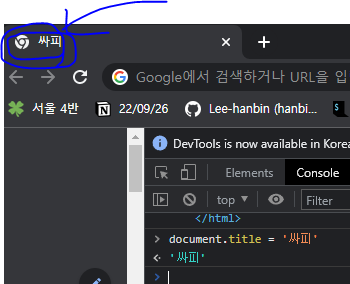 싸피
Google에서 검색하거나 URL을 입
서울 4반
22/09/26
Lee-hanbin (hanbi...
DevTools is now available in Korea
Elements
Console
top
Filter
</html>
document.title = '싸피'
'싸피'